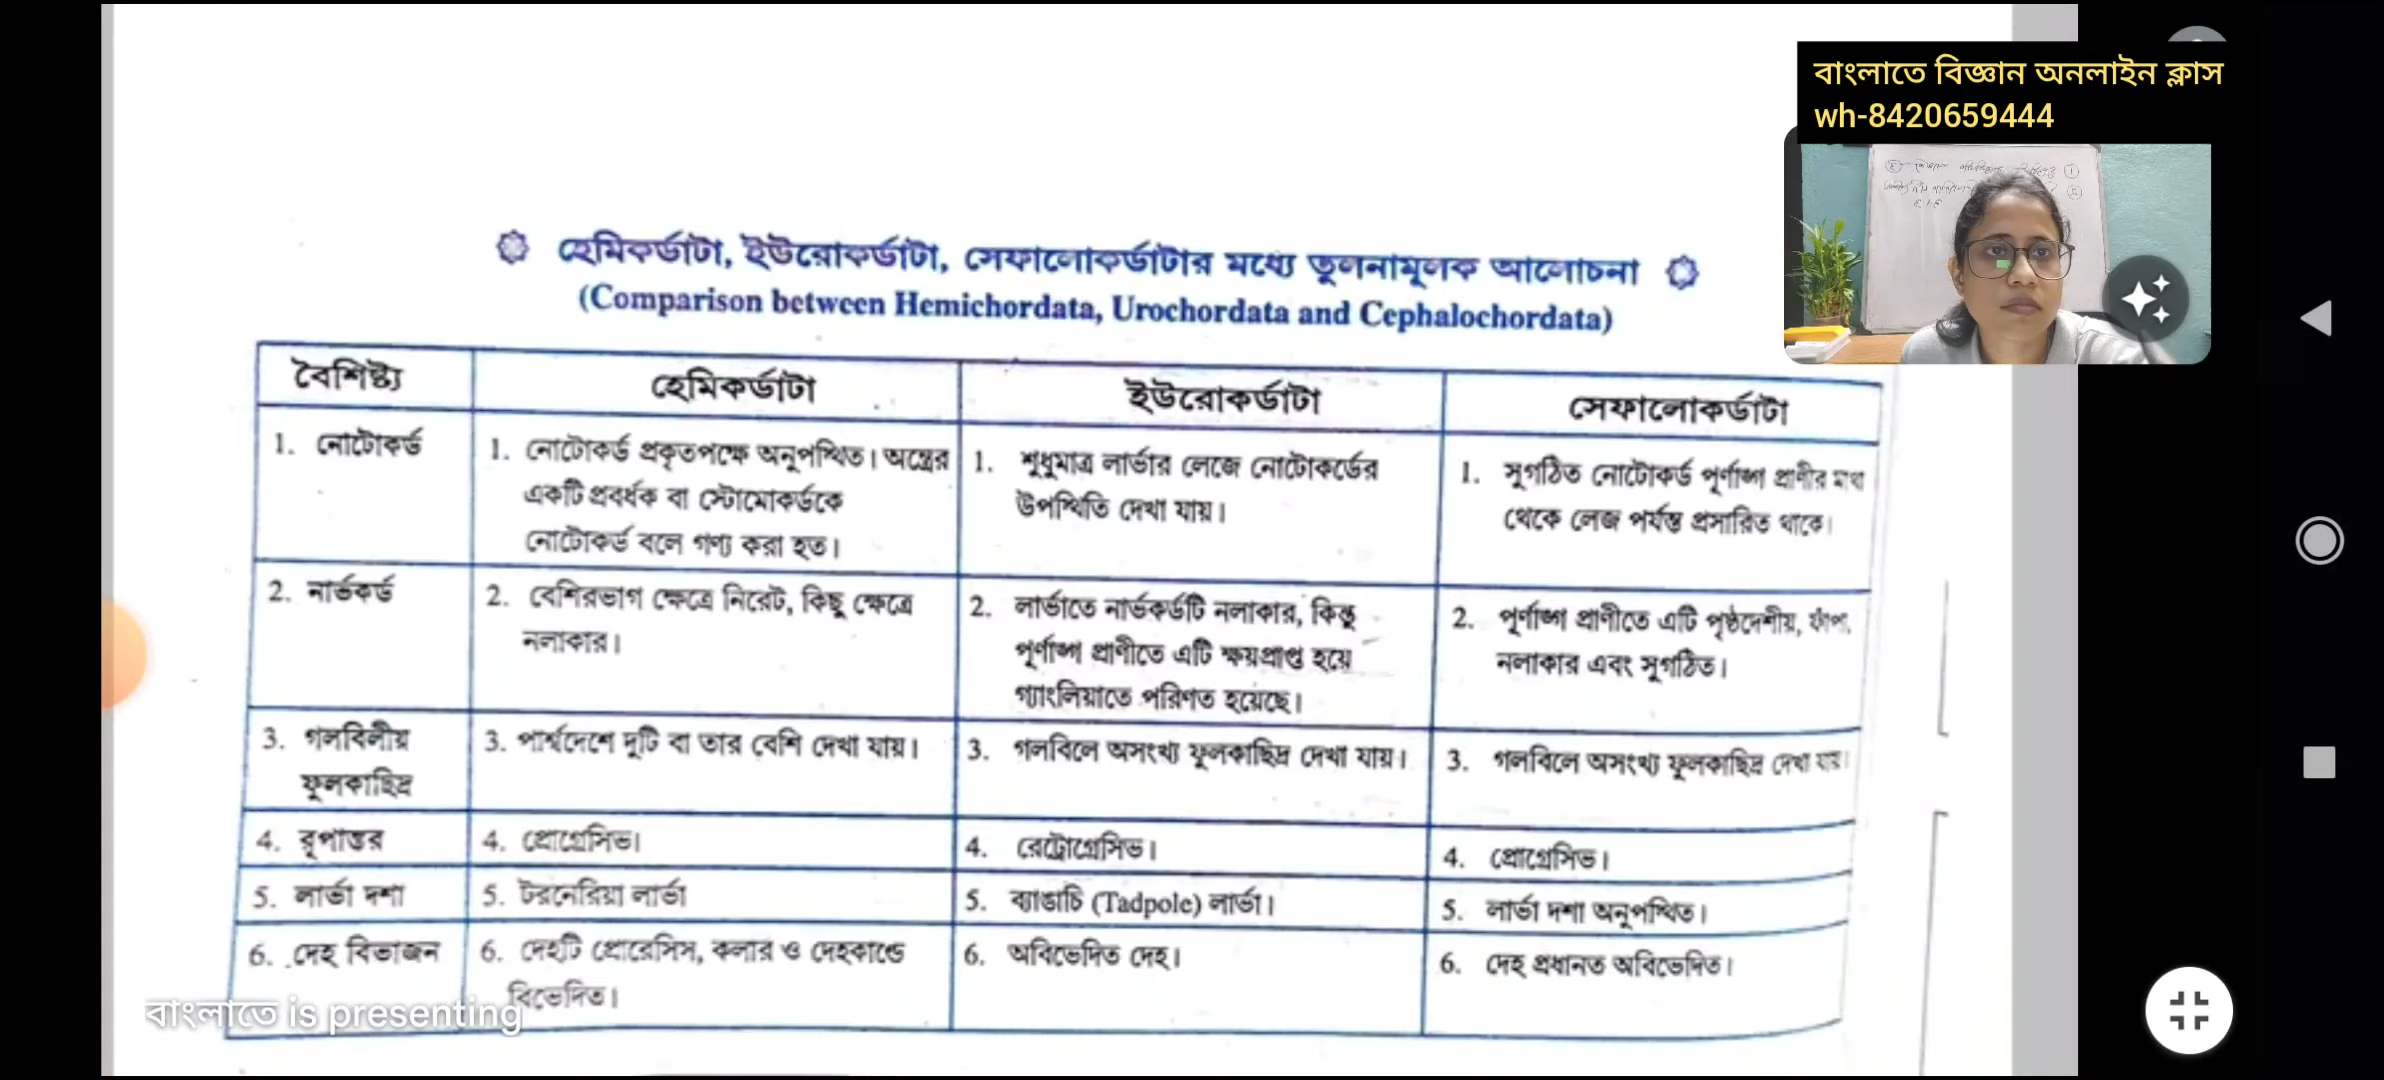 বাংলাতে বিজ্ঞান অনলাইন ক্লাস
wh-8420659444
হেমিকর্ডাটা, ইউরোকর্ডাটা, সেফালোকর্ডাটার মধ্যে তুলনামূলক আলোচনা
(Comparison between Hemichordata, Urochordata and Cephalochordata)
বৈশিষ্ট্য
হেমিকর্ডাটা
ইউরোকর্ডাটা
সেফালোকর্ডাটা
1. নোটোকর্ড
1. নোটোকর্ড প্রকৃতপক্ষে অনুপস্থিত। অন্ত্রের
একটি প্রবর্ধক বা স্টোমোকর্ডকে
নোটোকর্ড বলে গণ্য করা হত।
1. শুধুমাত্র লার্ভার লেজে নোটোকর্ডের
উপস্থিতি দেখা যায়।
1. সুগঠিত নোটোকর্ড পূর্ণাঙ্গ প্রাণীর মাথা
থেকে লেজ পর্যন্ত প্রসারিত থাকে।
2. নার্ভকর্ড
2. বেশিরভাগ ক্ষেত্রে নিরেট, কিছু ক্ষেত্রে
নলাকার।
2. লার্ভাতে নার্ভকর্ডটি নলাকার, কিন্তু
পূর্ণাঙ্গ প্রাণীতে এটি ক্ষয়প্রাপ্ত হয়ে
গ্যাংলিয়াতে পরিণত হয়েছে।
2. পূর্ণাঙ্গ প্রাণীতে এটি পৃষ্ঠদেশীয়, ফাঁপা,
নলাকার এবং সুগঠিত।
3. গলবিলীয়
ফুলকাছিদ্র
3. পার্শ্বদেশে দুটি বা তার বেশি দেখা যায়।
3. গলবিলে অসংখ্য ফুলকাছিদ্র দেখা যায়।
3. গলবিলে অসংখ্য ফুলকাছিদ্র দেখা যায়।
4. রূপান্তর
4. প্রোগ্রেসিভ।
4. রেট্রোগ্রেসিভ।
4. প্রোগ্রেসিভ।
5. লার্ভা দশা
5. টরনেরিয়া লার্ভা
5. ব্যাঙাচি (Tadpole) লার্ভা।
5. লার্ভা দশা অনুপস্থিত।
6. দেহ বিভাজন
6. দেহটি প্রোবোসিস, কলার ও দেহকাণ্ডে
বিভেদিত।
6. অবিভেদিত দেহ।
6. দেহ প্রধানত অবিভেদিত।
বাংলাতে is presenting